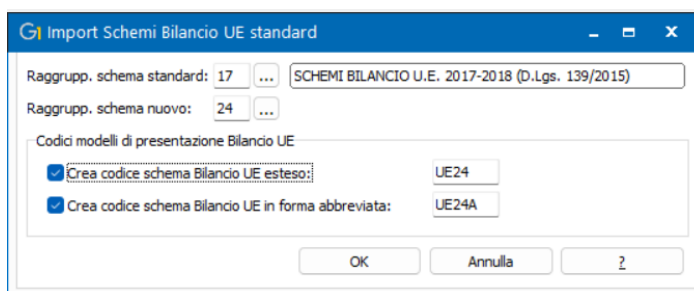 GI Import Schemi Bilancio UE standard
Raggrupp. schema standard: 17 ... SCHEMI BILANCIO U.E. 2017-2018 (D.Lgs. 139/2015)
Raggrupp. schema nuovo: 24 ...
Codici modelli di presentazione Bilancio UE
Crea codice schema Bilancio UE esteso: UE24
Crea codice schema Bilancio UE in forma abbreviata: UE24A
OK Annulla ?